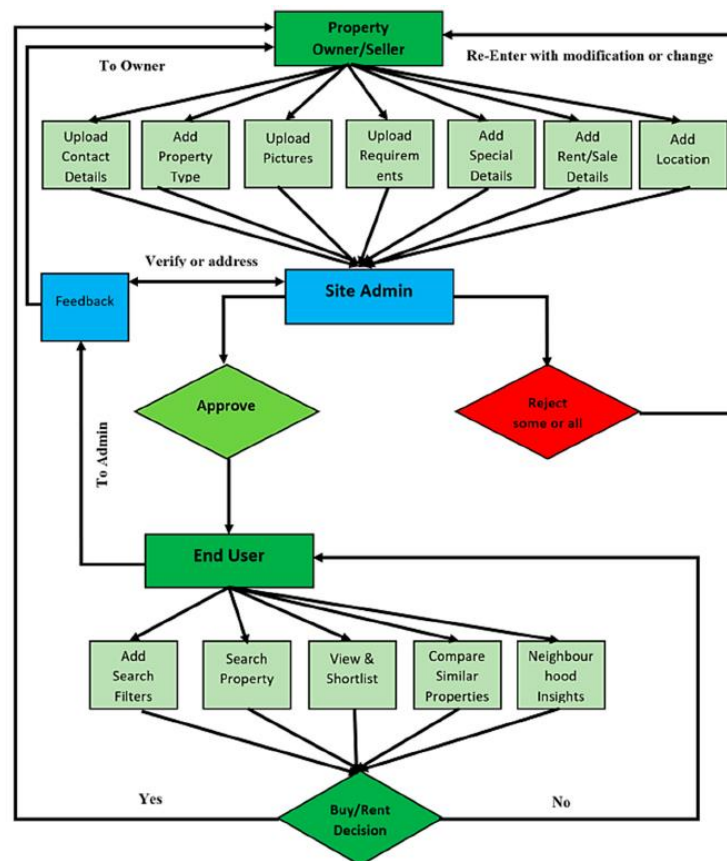 Property
Owner/Seller
To Owner
Re-Enter with modification or change
Upload
Contact
Details
Add
Property
Type
Upload
Pictures
Upload
Requirem
ents
Add
Special
Details
Add
Rent/Sale
Details
Add
Location
Verify or address
Feedback
Site Admin
Approve
Reject
some or all
To Admin
End User
Add
Search
Filters
Search
Property
View &
Shortlist
Compare
Similar
Properties
Neighbour
hood
Insights
Yes
No
Buy/Rent
Decision